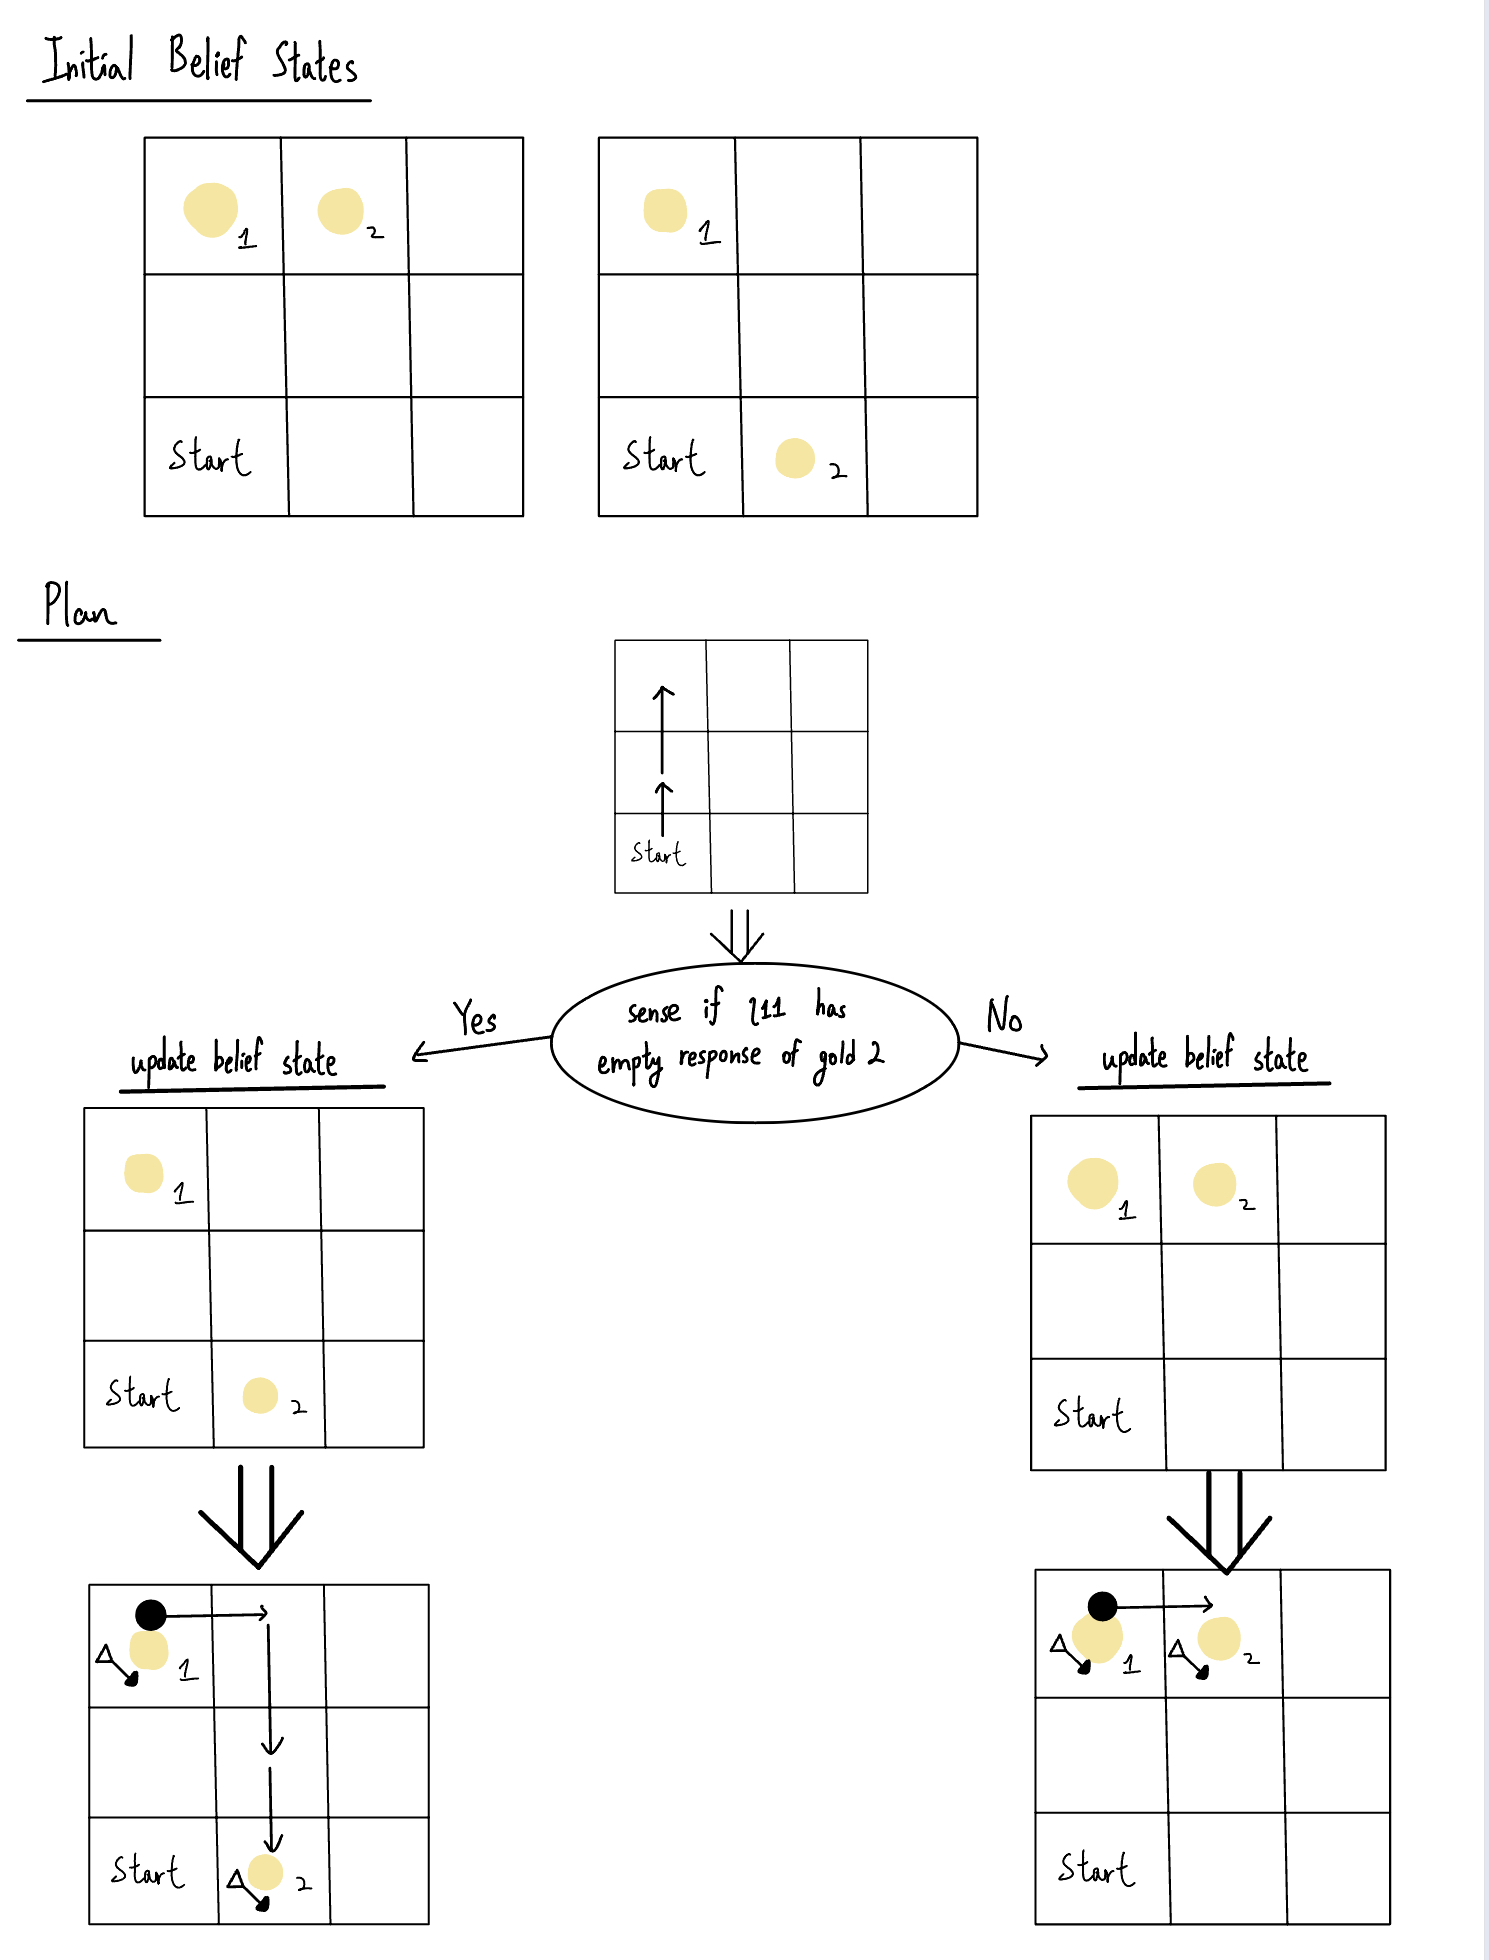 Initial Belief States
1 2 1
Start Start 2
Plan
Start
sense if l11 has
empty response of gold 2
Yes
No
update belief state
update belief state
1
1 2
Start 2
Start
1
1 2
Start 2
Start